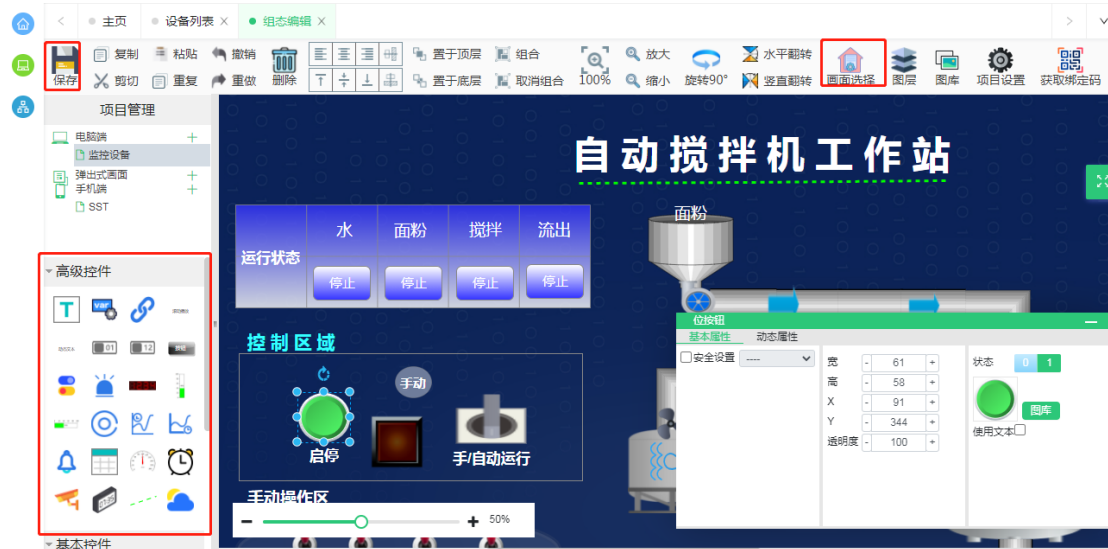 主页 设备列表 X 组态编辑 X
保存 复制 粘贴 撤销 删除 置于顶层 组合 100% 放大 旋转90° 水平翻转 画面选择 图层 图库 项目设置 获取绑定码
剪切 重复 重做 置于底层 取消组合 缩小 竖直翻转
项目管理
电脑端
监控设备
弹出式画面
手机端
SST
高级控件
T var
01 12
基本控件
自动搅拌机工作站
运行状态 水 面粉 搅拌 流出
停止 停止 停止 停止
面粉
控制区域
手动
启停 手/自动运行
手动操作区
50%
位按钮
基本属性 动态属性
安全设置 ----
宽 - 61 +
高 - 58 +
X - 91 +
Y - 344 +
透明度 - 100 +
状态 0 1
图库
使用文本